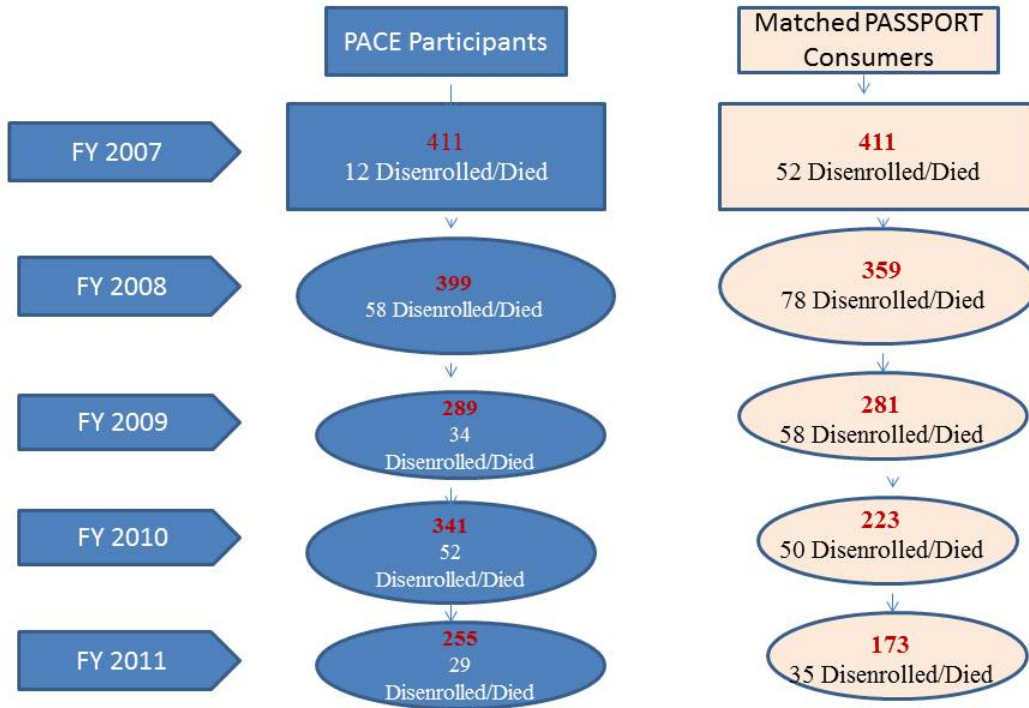 PACE Participants
Matched PASSPORT
Consumers
FY 2007
411
12 Disenrolled/Died
411
52 Disenrolled/Died
FY 2008
399
58 Disenrolled/Died
359
78 Disenrolled/Died
FY 2009
289
34
Disenrolled/Died
281
58 Disenrolled/Died
FY 2010
341
52
Disenrolled/Died
223
50 Disenrolled/Died
FY 2011
255
29
Disenrolled/Died
173
35 Disenrolled/Died